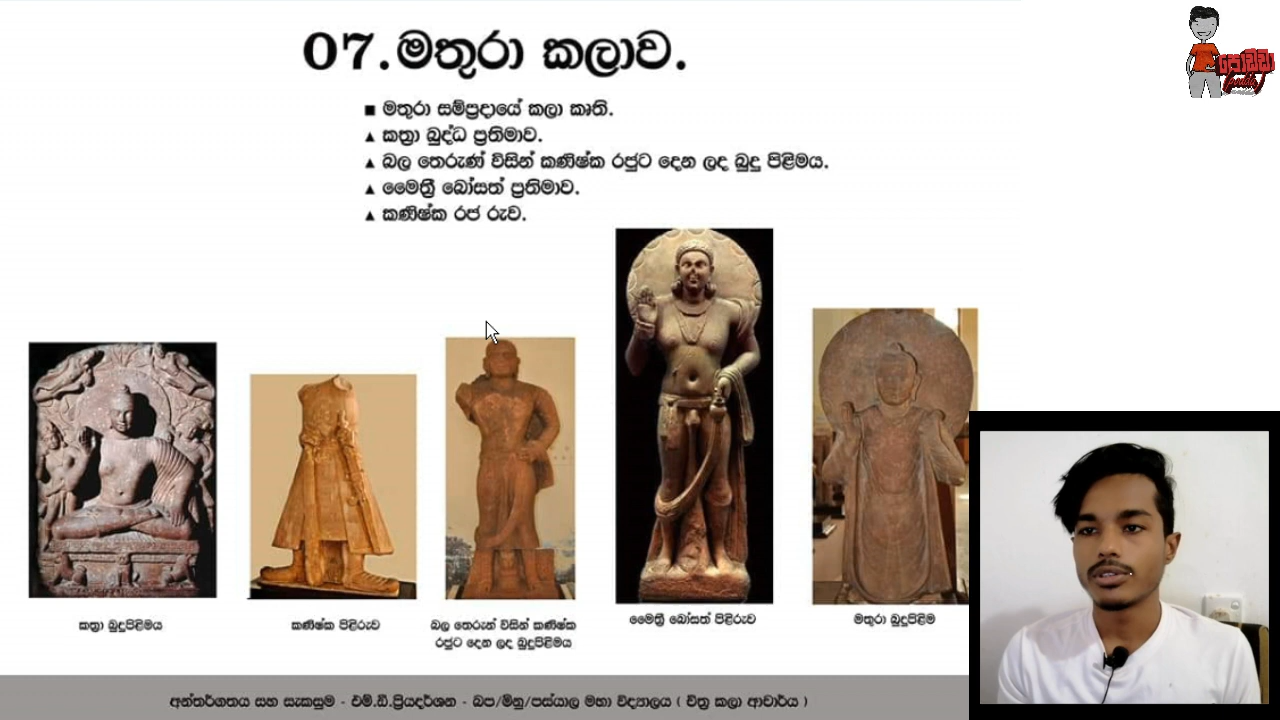 07. මතුරා කලාව.
■ මතුරා සම්ප්‍රදායේ කලා කෘති.
▲ කත්‍රා බුද්ධ ප්‍රතිමාව.
▲ බල තෙරුණ් විසින් කණිෂ්ක රජුට දෙන ලද බුදු පිළිමය.
▲ මෛත්‍රී බෝසත් ප්‍රතිමාව.
▲ කණිෂ්ක රජ රුව.
කත්‍රා බුදුපිළිමය
කණිෂ්ක පිළිරුව
බල තෙරුන් විසින් කණිෂ්ක
රජුට දෙන ලද බුදුපිළිමය
මෛත්‍රී බෝසත් පිළිරුව
මතුරා බුදුපිළිම
අන්තර්ගතය සහ සැකසුම - එම්.ඩී.ප්‍රියදර්ශන - බප/මිනු/පස්යාල මහා විද්‍යාලය ( චිත්‍ර කලා ආචාර්ය )
පොඩ්ඩා